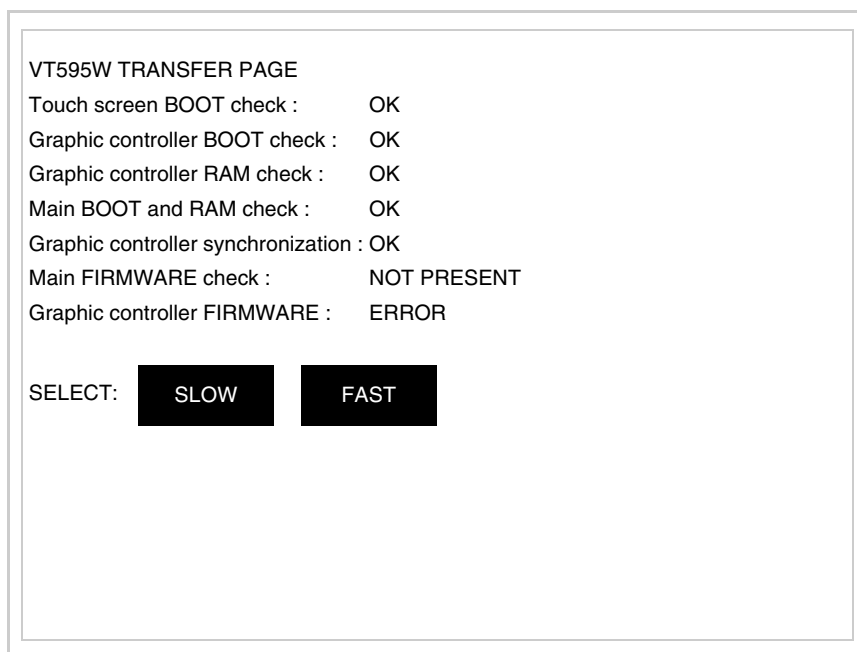 VT595W TRANSFER PAGE
Touch screen BOOT check : OK
Graphic controller BOOT check : OK
Graphic controller RAM check : OK
Main BOOT and RAM check : OK
Graphic controller synchronization : OK
Main FIRMWARE check : NOT PRESENT
Graphic controller FIRMWARE : ERROR
SELECT: SLOW FAST